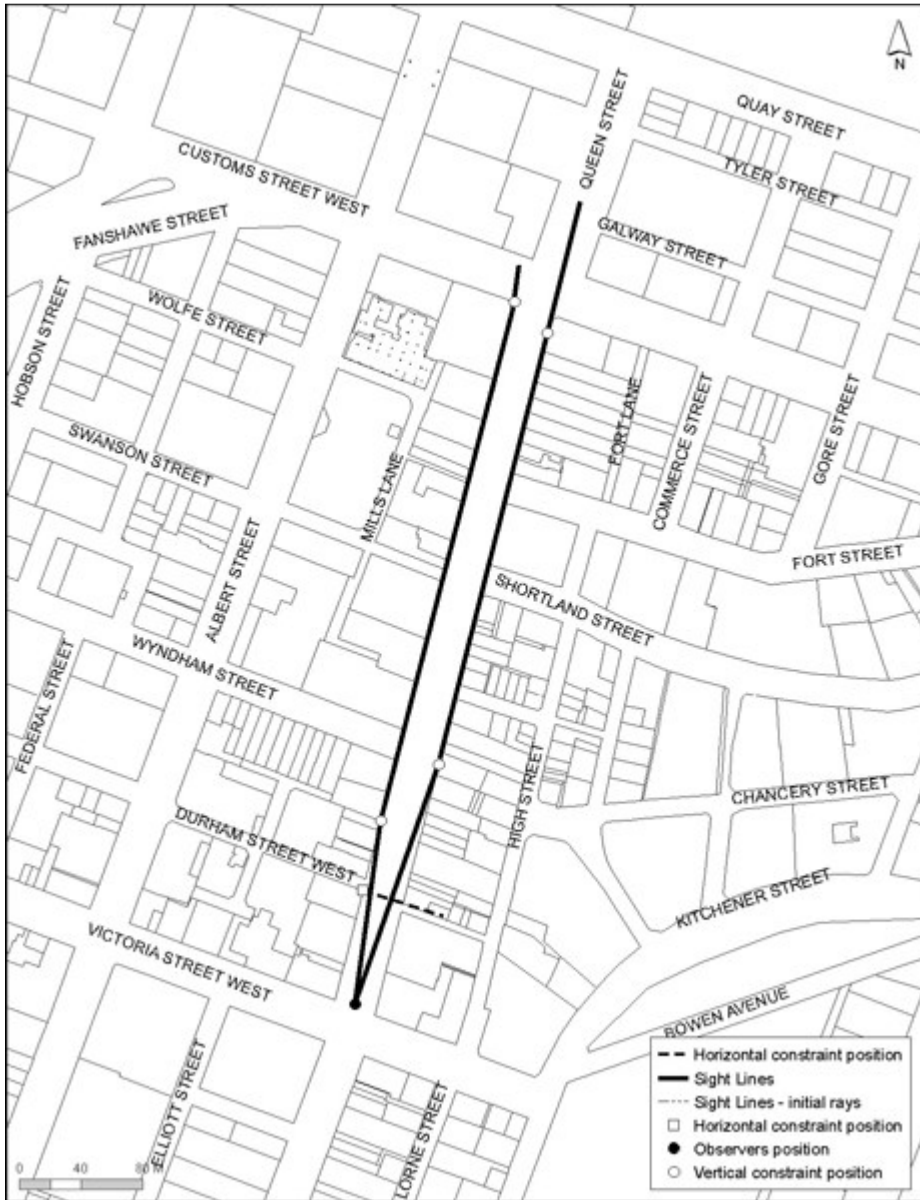 N
QUEEN STREET
QUAY STREET
TYLER STREET
CUSTOMS STREET WEST
FANSHAWE STREET
GALWAY STREET
WOLFE STREET
HOBSON STREET
SWANSON STREET
MILLS LANE
FORT LANE
COMMERCE STREET
GORE STREET
ALBERT STREET
FORT STREET
SHORTLAND STREET
WYNDHAM STREET
FEDERAL STREET
HIGH STREET
CHANCERY STREET
DURHAM STREET WEST
KITCHENER STREET
VICTORIA STREET WEST
BOWEN AVENUE
ELLIOTT STREET
LORNE STREET
Horizontal constraint position
Sight Lines
Sight Lines - initial rays
Horizontal constraint position
Observers position
Vertical constraint position
0 40 80 M